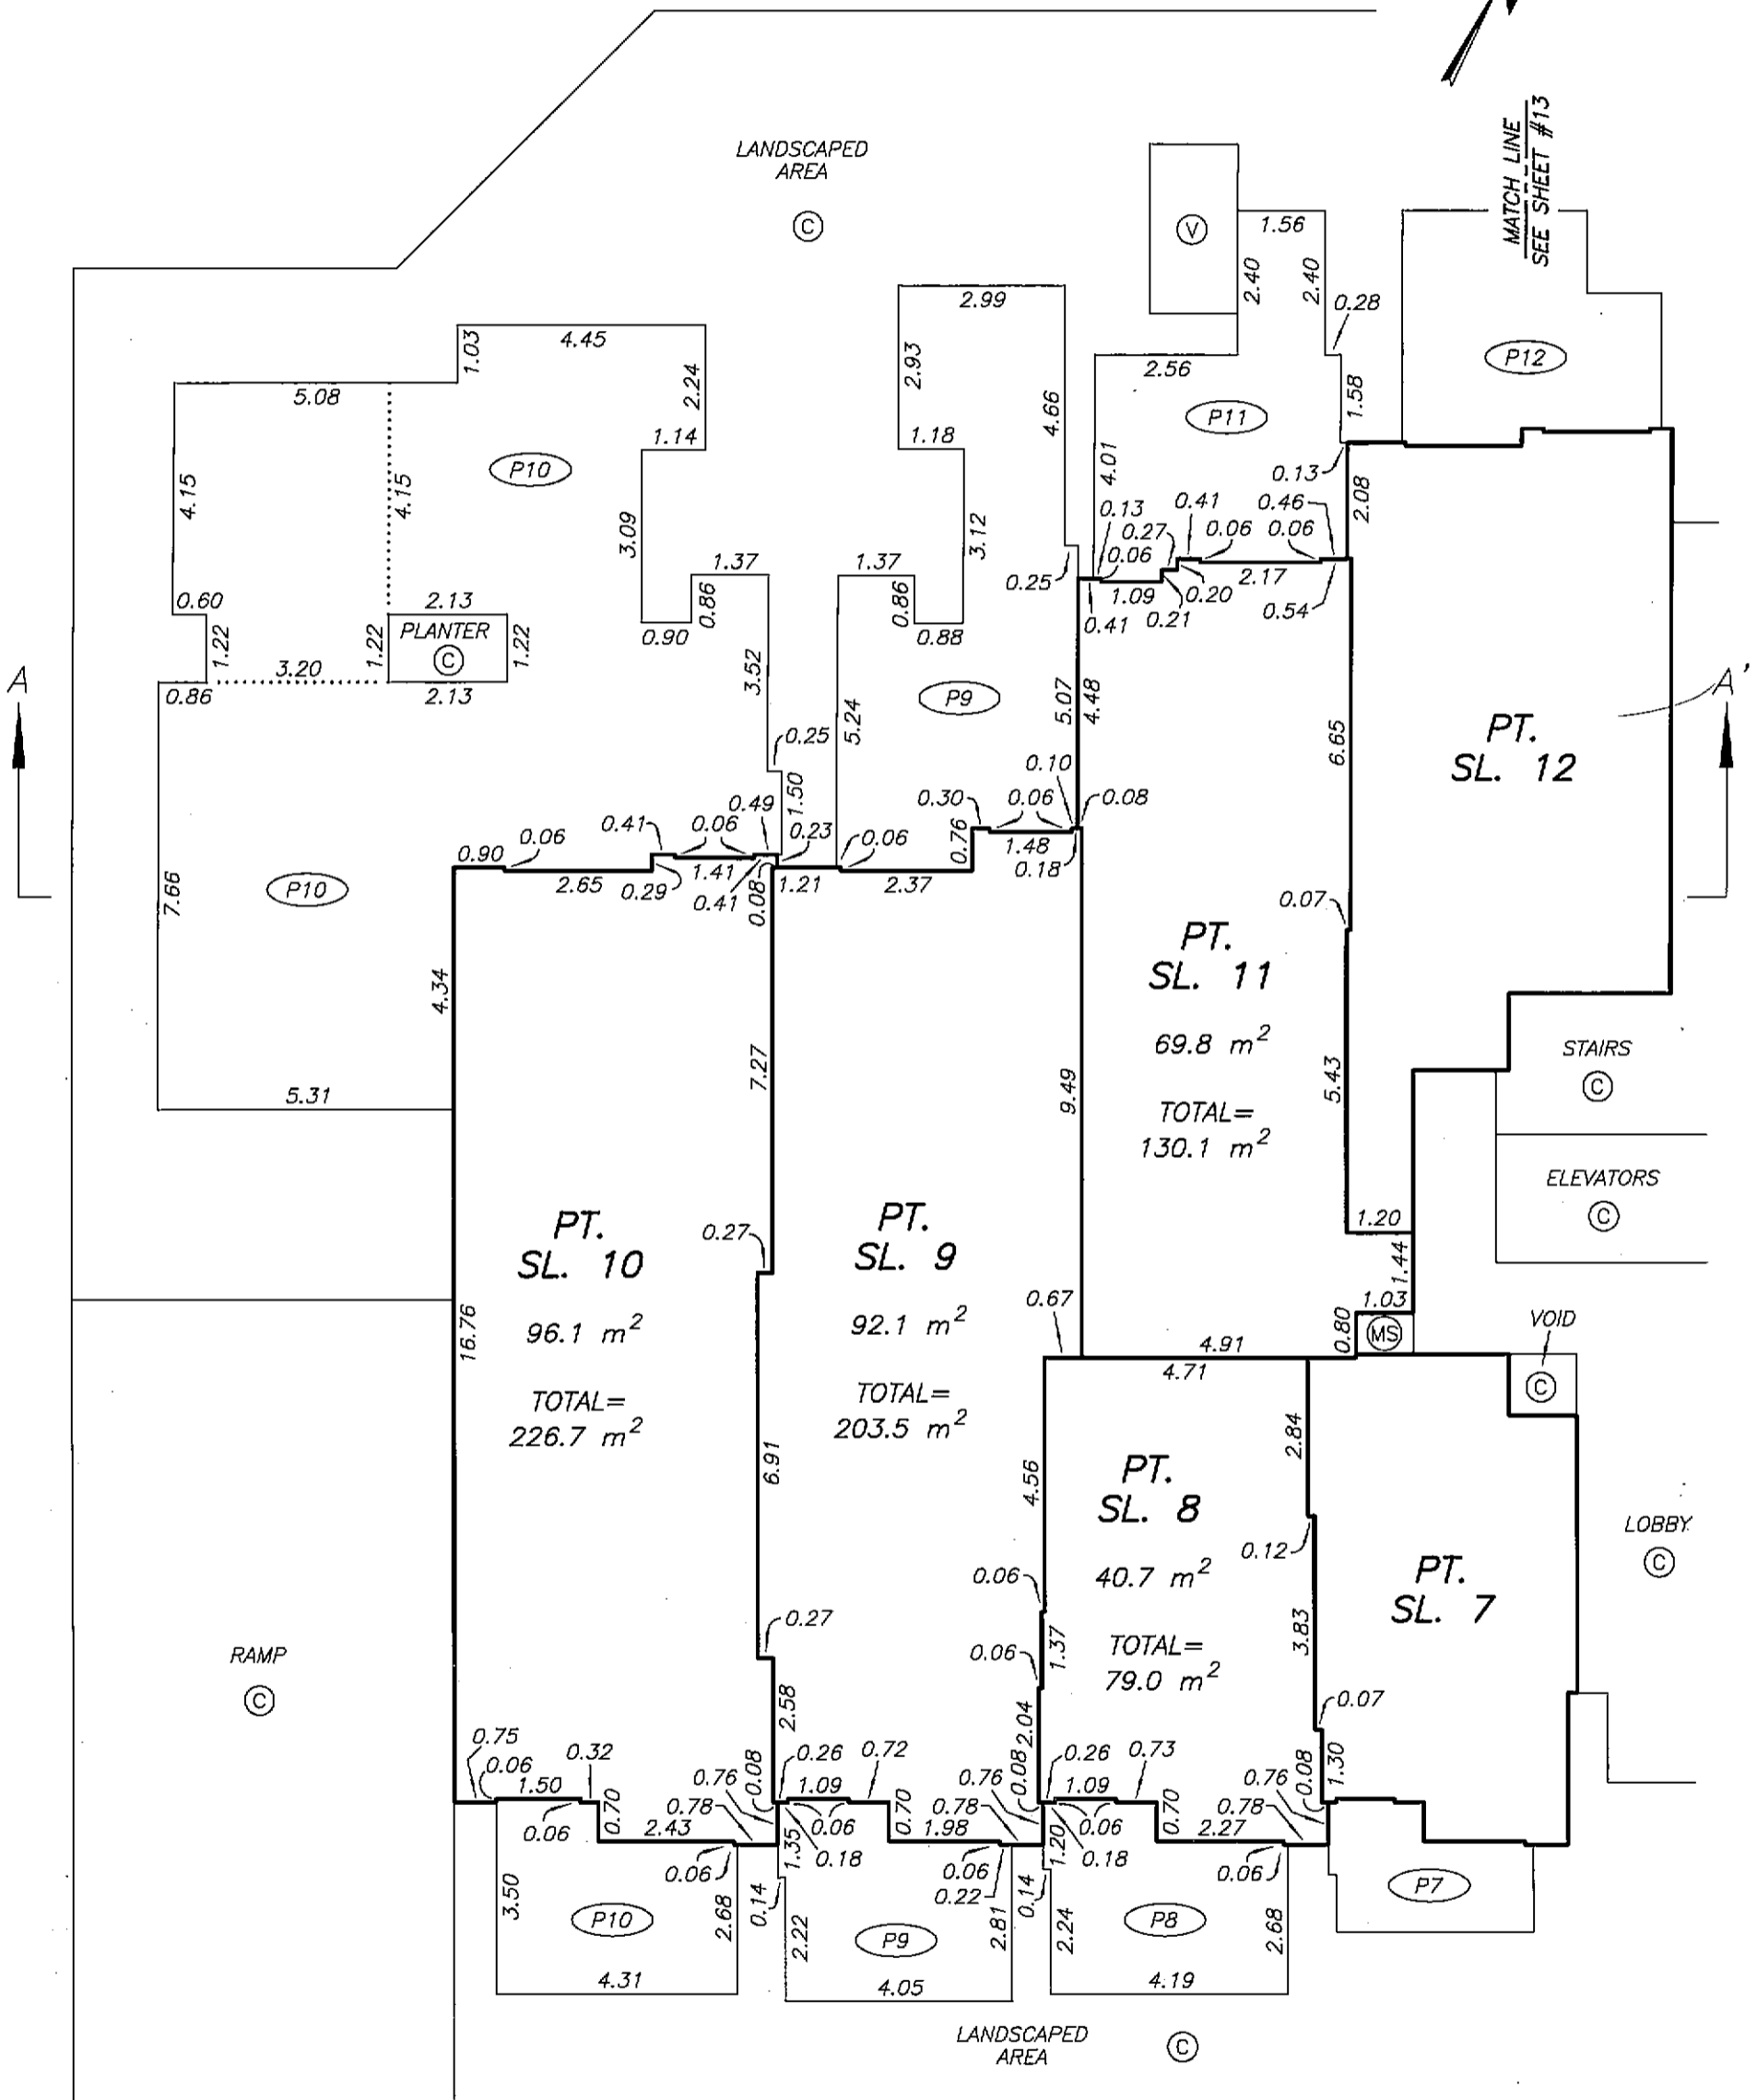 MATCH LINE
SEE SHEET #13
LANDSCAPED
AREA
C
V
1.56
2.40
2.40
0.28
2.99
P12
4.45
1.03
2.24
2.93
2.56
1.58
5.08
4.66
P11
1.14
1.18
P10
4.15
4.15
4.01
0.13
2.08
3.09
3.12
0.13
0.41
0.46
0.27
0.06
0.06
0.06
1.37
1.37
0.25
1.09
0.20
2.17
0.86
0.86
0.41
0.21
0.54
0.60
2.13
0.90
0.88
1.22
1.22
PLANTER
C
1.22
3.20
0.86
2.13
3.52
P9
5.07
4.48
A
A'
5.24
0.25
6.65
PT.
SL. 12
1.50
0.10
0.49
0.30
0.06
0.08
0.41
0.06
0.23
0.06
0.76
0.90
0.06
1.48
2.65
0.29
1.41
0.41
0.08
1.21
2.37
0.18
P10
7.66
0.07
PT.
SL. 11
4.34
69.8 m²
STAIRS
C
7.27
9.49
5.43
5.31
TOTAL=
130.1 m²
ELEVATORS
C
PT.
SL. 10
PT.
SL. 9
0.27
1.20
1.44
0.67
1.03
96.1 m²
92.1 m²
16.76
0.80
MS
VOID
C
4.91
4.71
TOTAL=
226.7 m²
TOTAL=
203.5 m²
2.84
6.91
4.56
PT.
SL. 8
LOBBY
C
0.12
0.06
40.7 m²
PT.
SL. 7
0.27
3.83
1.37
RAMP
C
0.06
TOTAL=
79.0 m²
2.58
2.04
0.07
0.75
0.06
0.32
1.50
0.08
0.26
0.72
0.08
0.26
0.73
0.08
1.30
0.76
1.09
0.76
1.09
0.76
0.70
0.78
0.70
0.78
0.70
0.78
0.06
2.43
0.06
1.98
0.06
2.27
0.06
1.35
0.18
0.06
1.20
0.18
0.06
0.22
3.50
P10
2.68
0.14
2.22
P9
2.81
0.14
2.24
P8
2.68
P7
4.31
4.05
4.19
LANDSCAPED
AREA
C